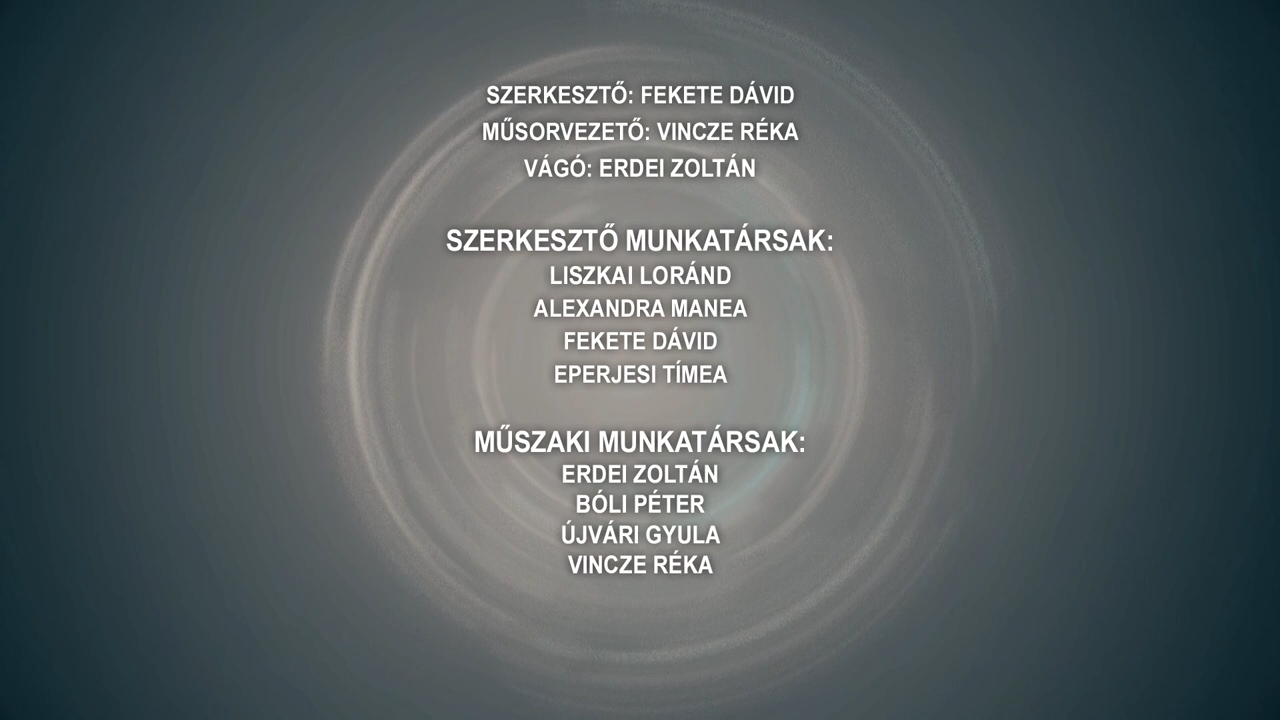 SZERKESZTŐ: FEKETE DÁVID
MŰSORVEZETŐ: VINCZE RÉKA
VÁGÓ: ERDEI ZOLTÁN
SZERKESZTŐ MUNKATÁRSAK:
LISZKAI LORÁND
ALEXANDRA MANEA
FEKETE DÁVID
EPERJESI TÍMEA
MŰSZAKI MUNKATÁRSAK:
ERDEI ZOLTÁN
BÓLI PÉTER
ÚJVÁRI GYULA
VINCZE RÉKA